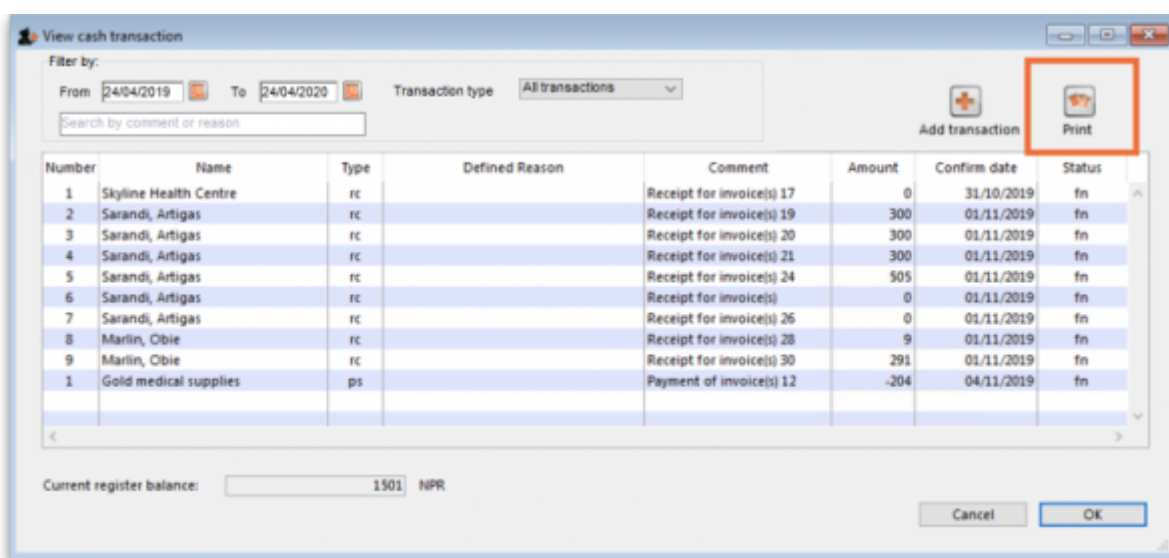 View cash transaction
Filter by:
From 24/04/2019 To 24/04/2020 Transaction type All transactions
Search by comment or reason
Add transaction Print
Number Name Type Defined Reason Comment Amount Confirm date Status
1 Skyline Health Centre rc Receipt for invoice(s) 17 0 31/10/2019 fn
2 Sarandi, Artigas rc Receipt for invoice(s) 19 300 01/11/2019 fn
3 Sarandi, Artigas rc Receipt for invoice(s) 20 300 01/11/2019 fn
4 Sarandi, Artigas rc Receipt for invoice(s) 21 300 01/11/2019 fn
5 Sarandi, Artigas rc Receipt for invoice(s) 24 505 01/11/2019 fn
6 Sarandi, Artigas rc Receipt for invoice(s) 0 01/11/2019 fn
7 Sarandi, Artigas rc Receipt for invoice(s) 26 0 01/11/2019 fn
8 Marlin, Obie rc Receipt for invoice(s) 28 9 01/11/2019 fn
9 Marlin, Obie rc Receipt for invoice(s) 30 291 01/11/2019 fn
1 Gold medical supplies ps Payment of invoice(s) 12 -204 04/11/2019 fn
Current register balance: 1501 NPR
Cancel OK